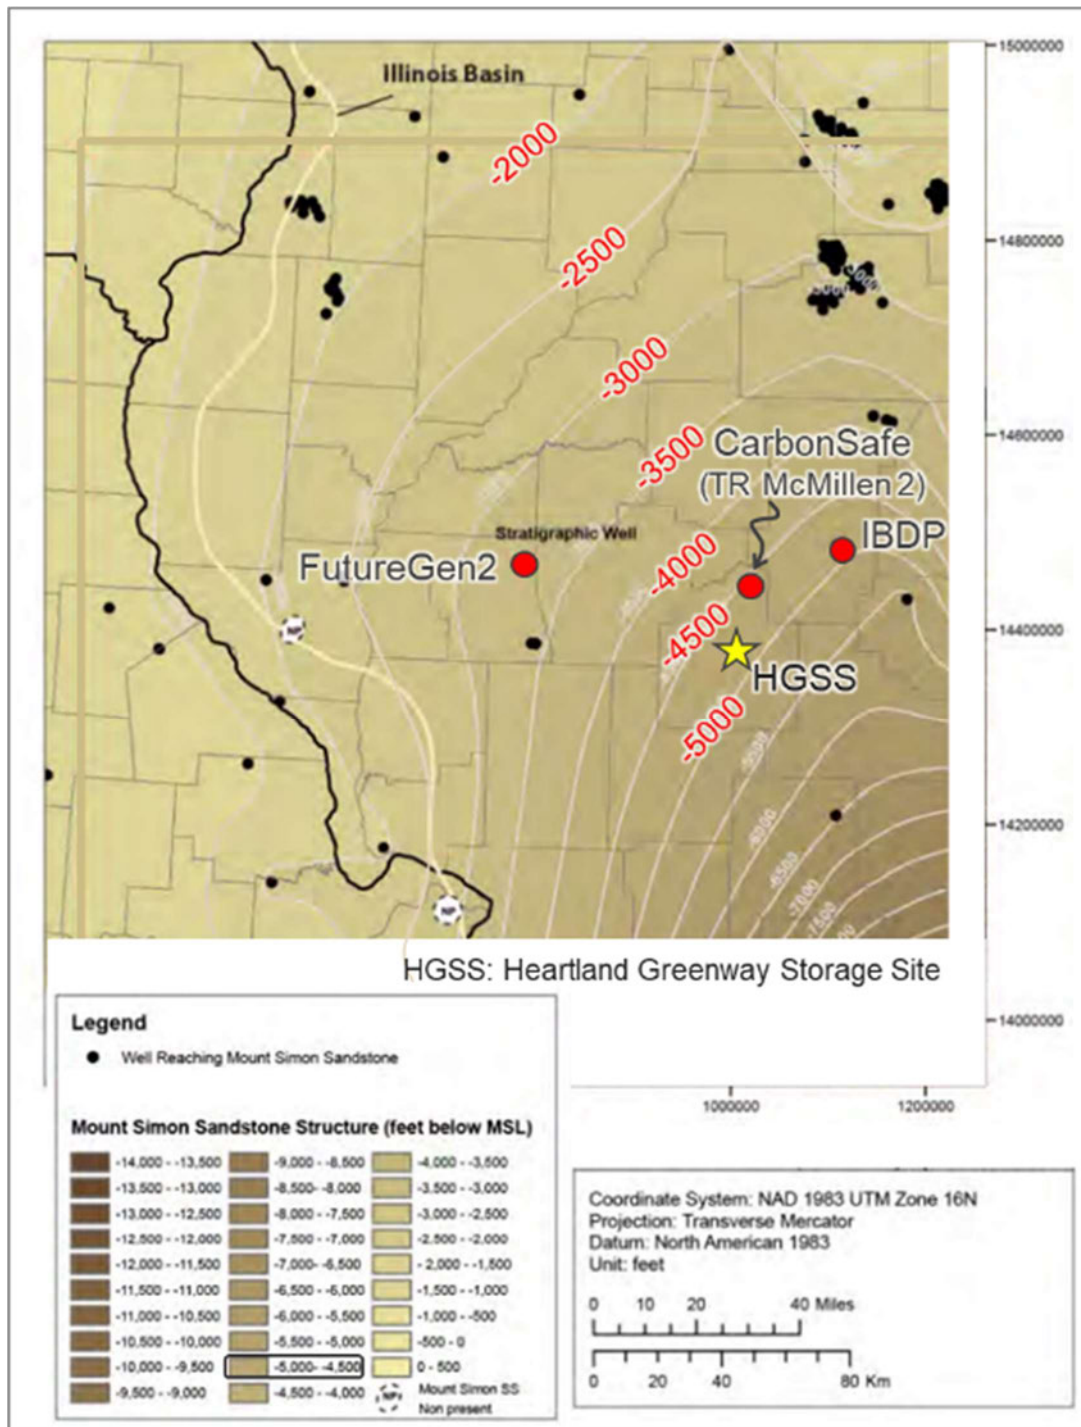 15000000
Illinois Basin
-2000
-2500
14800000
-3000
-3000
-3500
14600000
CarbonSafe
(TR McMillen 2)
Stratigraphic Well
IBDP
FutureGen2
-4000
-4500
14400000
NP
HGSS
-5000
-5500
-6000
14200000
-6500
-7000
-7500
NP
HGSS: Heartland Greenway Storage Site
14000000
1000000
1200000
Legend
Well Reaching Mount Simon Sandstone
Mount Simon Sandstone Structure (feet below MSL)
-14,000 - -13,500
-13,500 - -13,000
-13,000 - -12,500
-12,500 - -12,000
-12,000 - -11,500
-11,500 - -11,000
-11,000 - -10,500
-10,500 - -10,000
-10,000 - -9,500
-9,500 - -9,000
-9,000 - -8,500
-8,500- -8,000
-8,000 - -7,500
-7,500 - -7,000
-7,000- -6,500
-6,500 - -6,000
-6,000 - -5,500
-5,500 - -5,000
-5,000- -4,500
-4,500 - -4,000
-4,000 - -3,500
-3.500 - -3,000
-3,000 - -2,500
-2.500 - -2,000
- 2,000 - -1,500
-1,500 - -1,000
-1,000 - -500
-500 - 0
0 - 500
NP
Mount Simon SS
Non present
Coordinate System: NAD 1983 UTM Zone 16N
Projection: Transverse Mercator
Datum: North American 1983
Unit: feet
0 10 20 40 Miles
0 20 40 80 Km